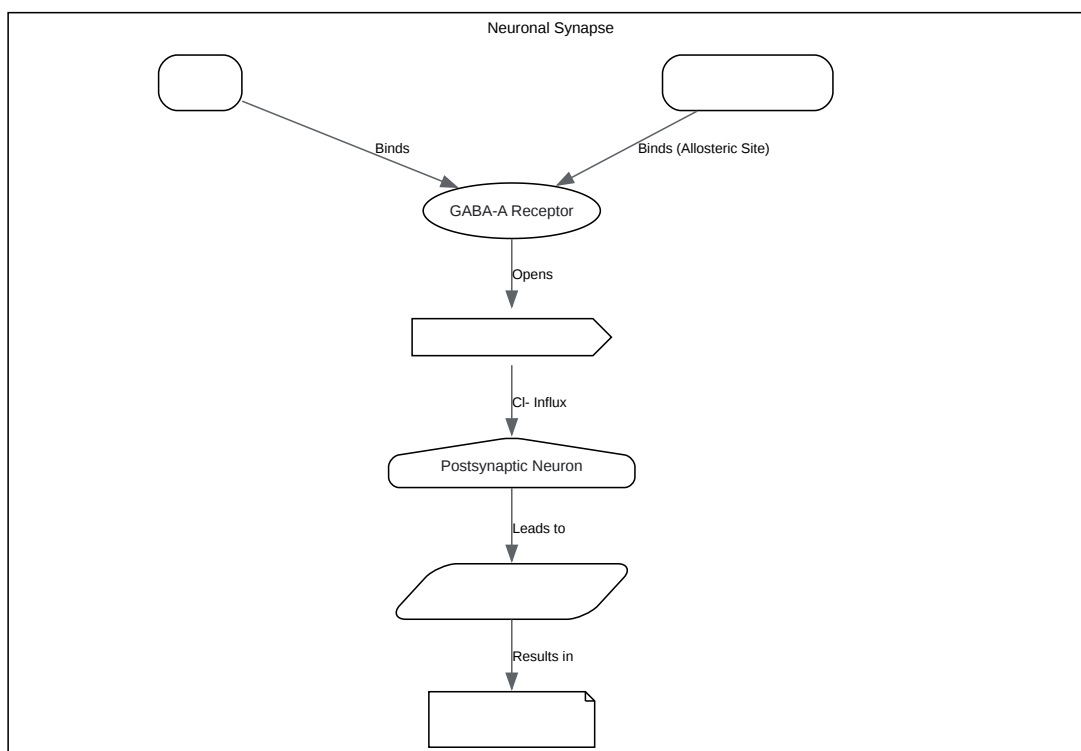 Neuronal Synapse
Binds
Binds (Allosteric Site)
GABA-A Receptor
Opens
Cl- Influx
Postsynaptic Neuron
Leads to
Results in